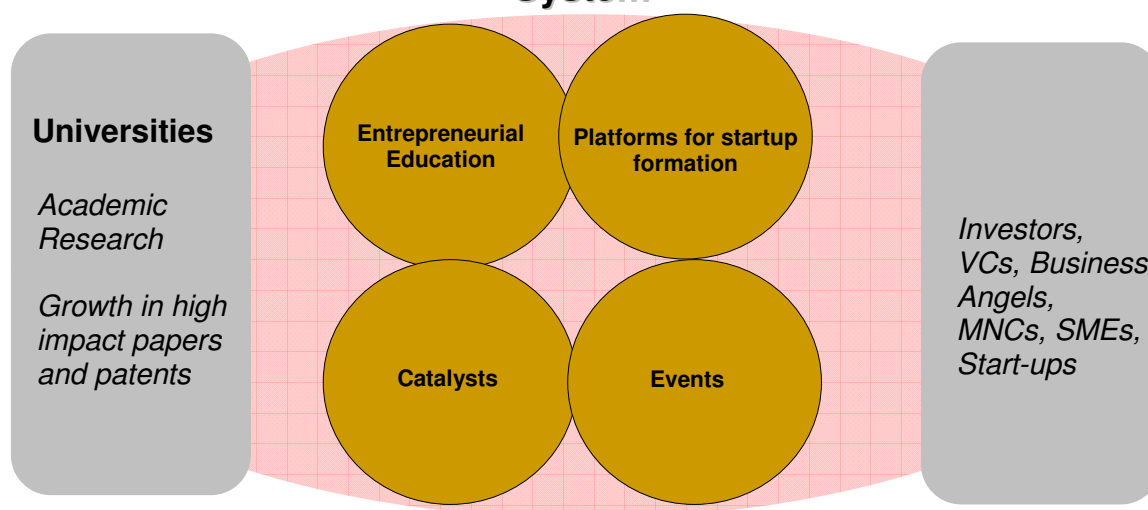 System
Universities
Academic
Research
Growth in high
impact papers
and patents
Entrepreneurial
Education
Platforms for startup
formation
Catalysts
Events
Investors,
VCs, Business
Angels,
MNCs, SMEs,
Start-ups